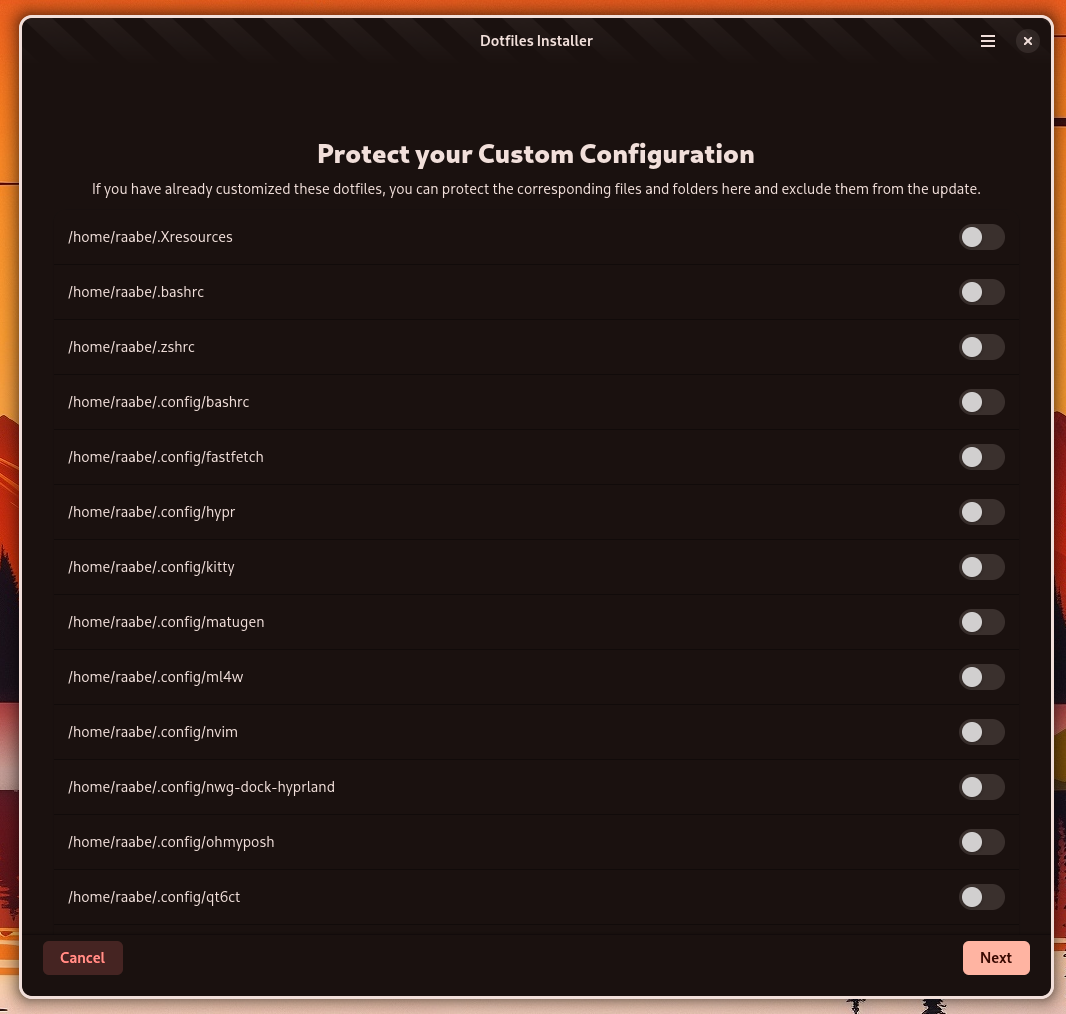 Dotfiles Installer
Protect your Custom Configuration
If you have already customized these dotfiles, you can protect the corresponding files and folders here and exclude them from the update.
/home/raabe/.Xresources
/home/raabe/.bashrc
/home/raabe/.zshrc
/home/raabe/.config/bashrc
/home/raabe/.config/fastfetch
/home/raabe/.config/hypr
/home/raabe/.config/kitty
/home/raabe/.config/matugen
/home/raabe/.config/ml4w
/home/raabe/.config/nvim
/home/raabe/.config/nwg-dock-hyprland
/home/raabe/.config/ohmyposh
/home/raabe/.config/qt6ct
Cancel
Next